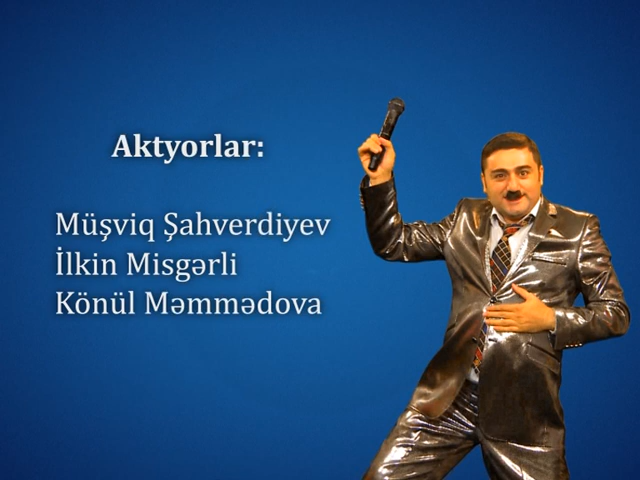 Aktyorlar:
Müşviq Şahverdiyev
İlkin Misgərli
Könül Məmmədova